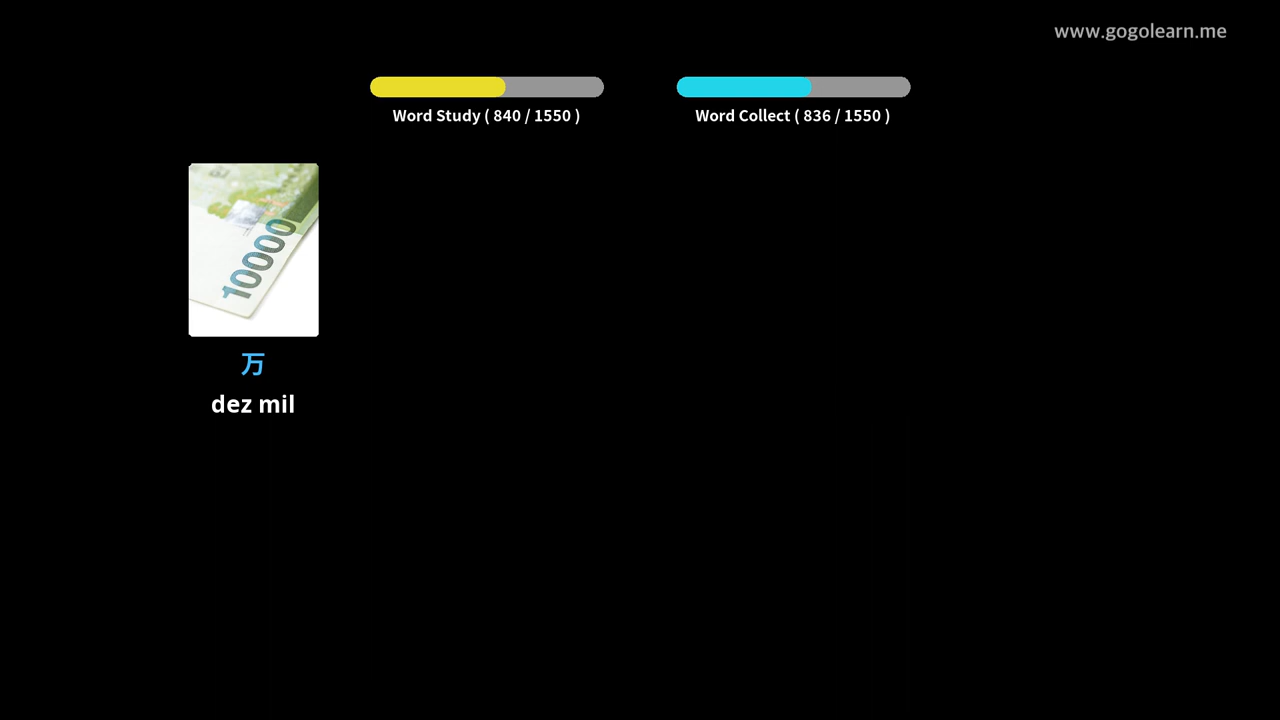 www.gogolearn.me
Word Study ( 840 / 1550 )
Word Collect ( 836 / 1550 )
10000
万
dez mil